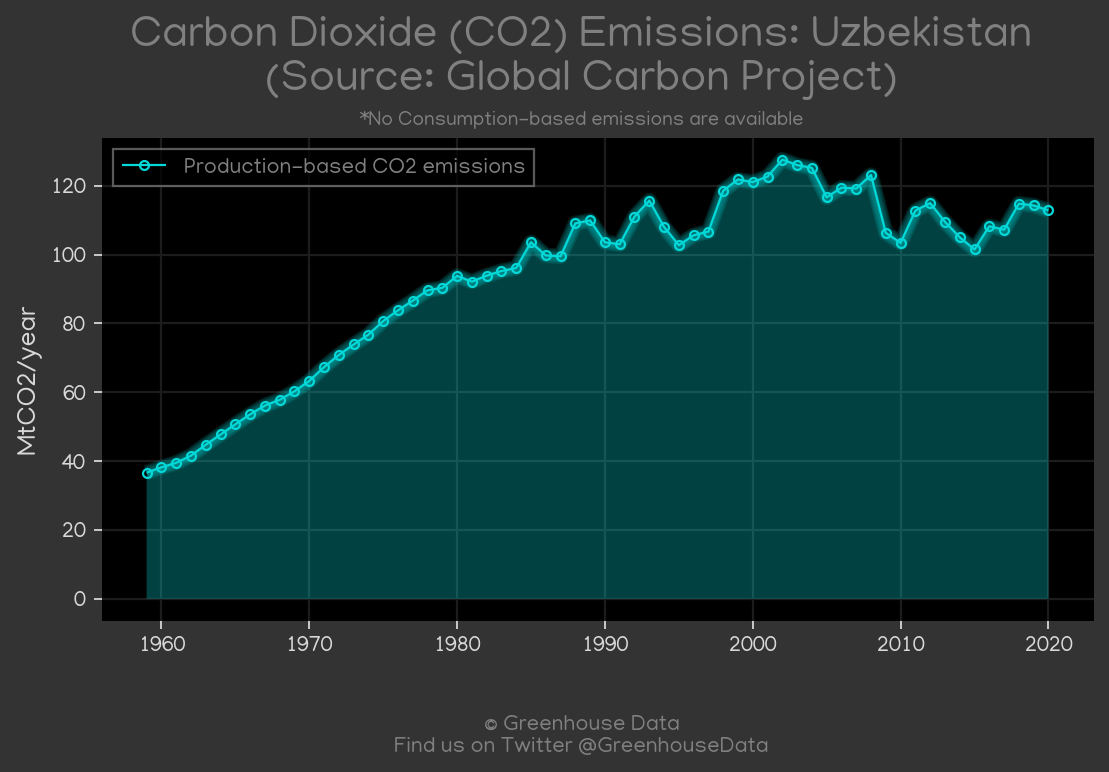 Carbon Dioxide (CO2) Emissions: Uzbekistan
(Source: Global Carbon Project)
*No Consumption-based emissions are available
Production-based CO2 emissions
MtCO2/year
120
100
80
60
40
20
0
1960 1970 1980 1990 2000 2010 2020
© Greenhouse Data
Find us on Twitter @GreenhouseData